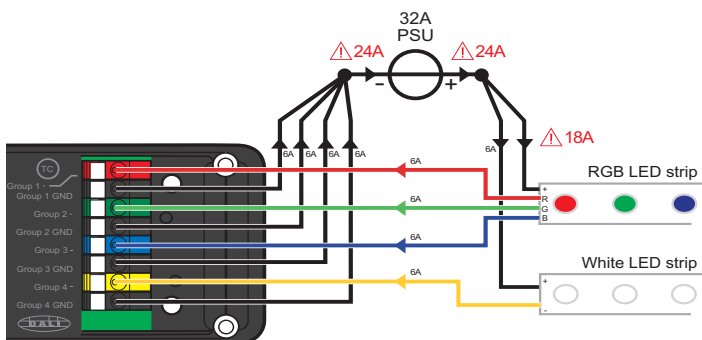 32A
PSU
24A
24A
-
+
6A
6A
6A
6A
6A
18A
TC
6A
RGB LED strip
Group 1 -
Group 1 GND
+
R
G
B
Group 2 -
6A
Group 2 GND
6A
Group 3 -
Group 3 GND
White LED strip
6A
Group 4 -
+
-
Group 4 GND
DALI